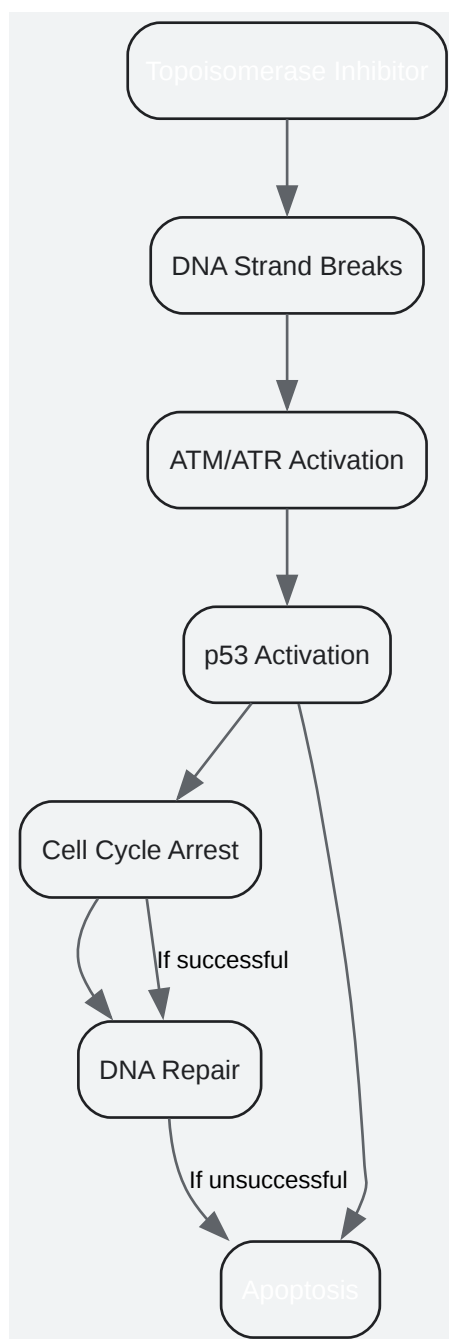 Topoisomerase Inhibitor
DNA Strand Breaks
ATM/ATR Activation
p53 Activation
Cell Cycle Arrest
If successful
DNA Repair
If unsuccessful
Apoptosis